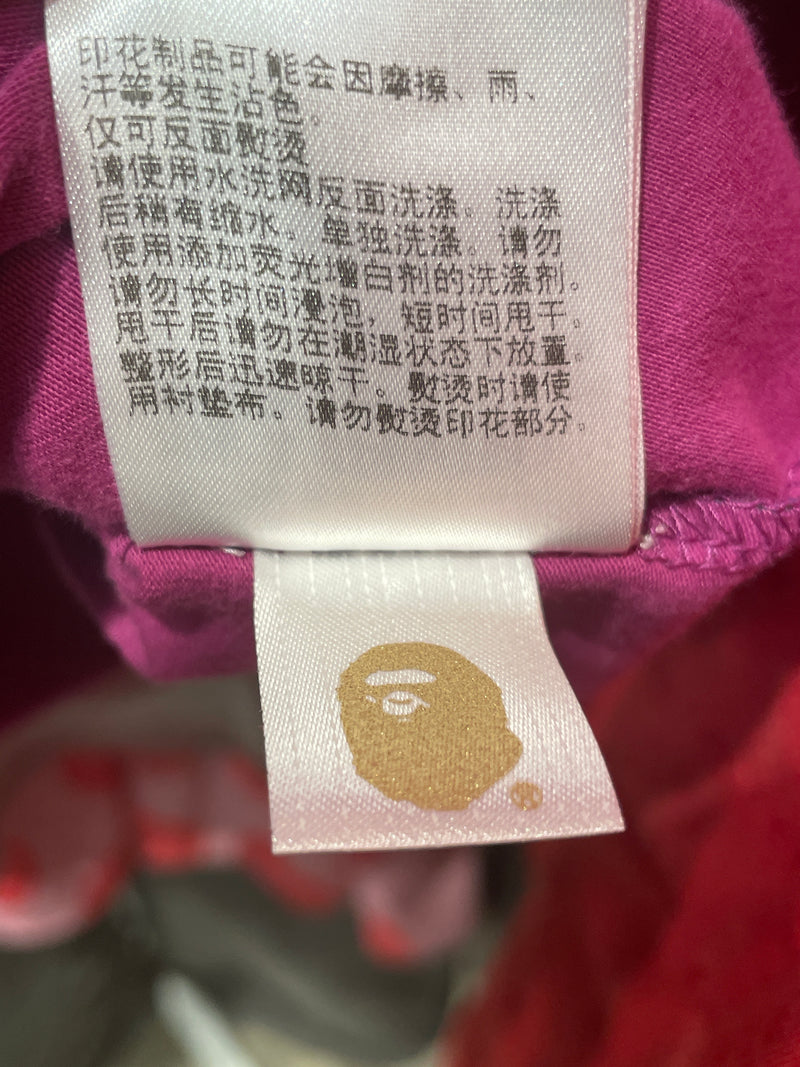 印花制品可能会因摩擦、雨、
汗等发生沾色。
仅可反面熨烫
请使用水洗网反面洗涤。洗涤
后稍有缩水。单独洗涤。请勿
使用添加荧光增白剂的洗涤剂。
请勿长时间浸泡，短时间甩干。
甩干后请勿在潮湿状态下放置。
整形后迅速晾干。熨烫时请使
用衬垫布。请勿熨烫印花部分。